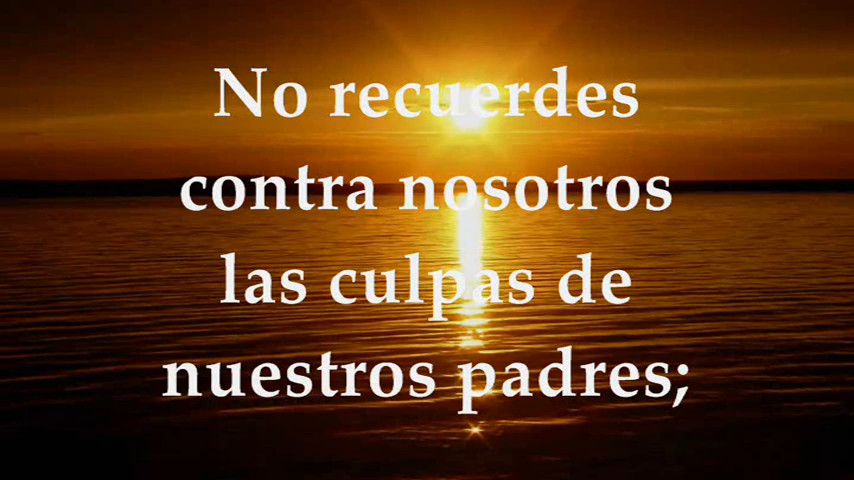 No recuerdes
contra nosotros
las culpas de
nuestros padres;